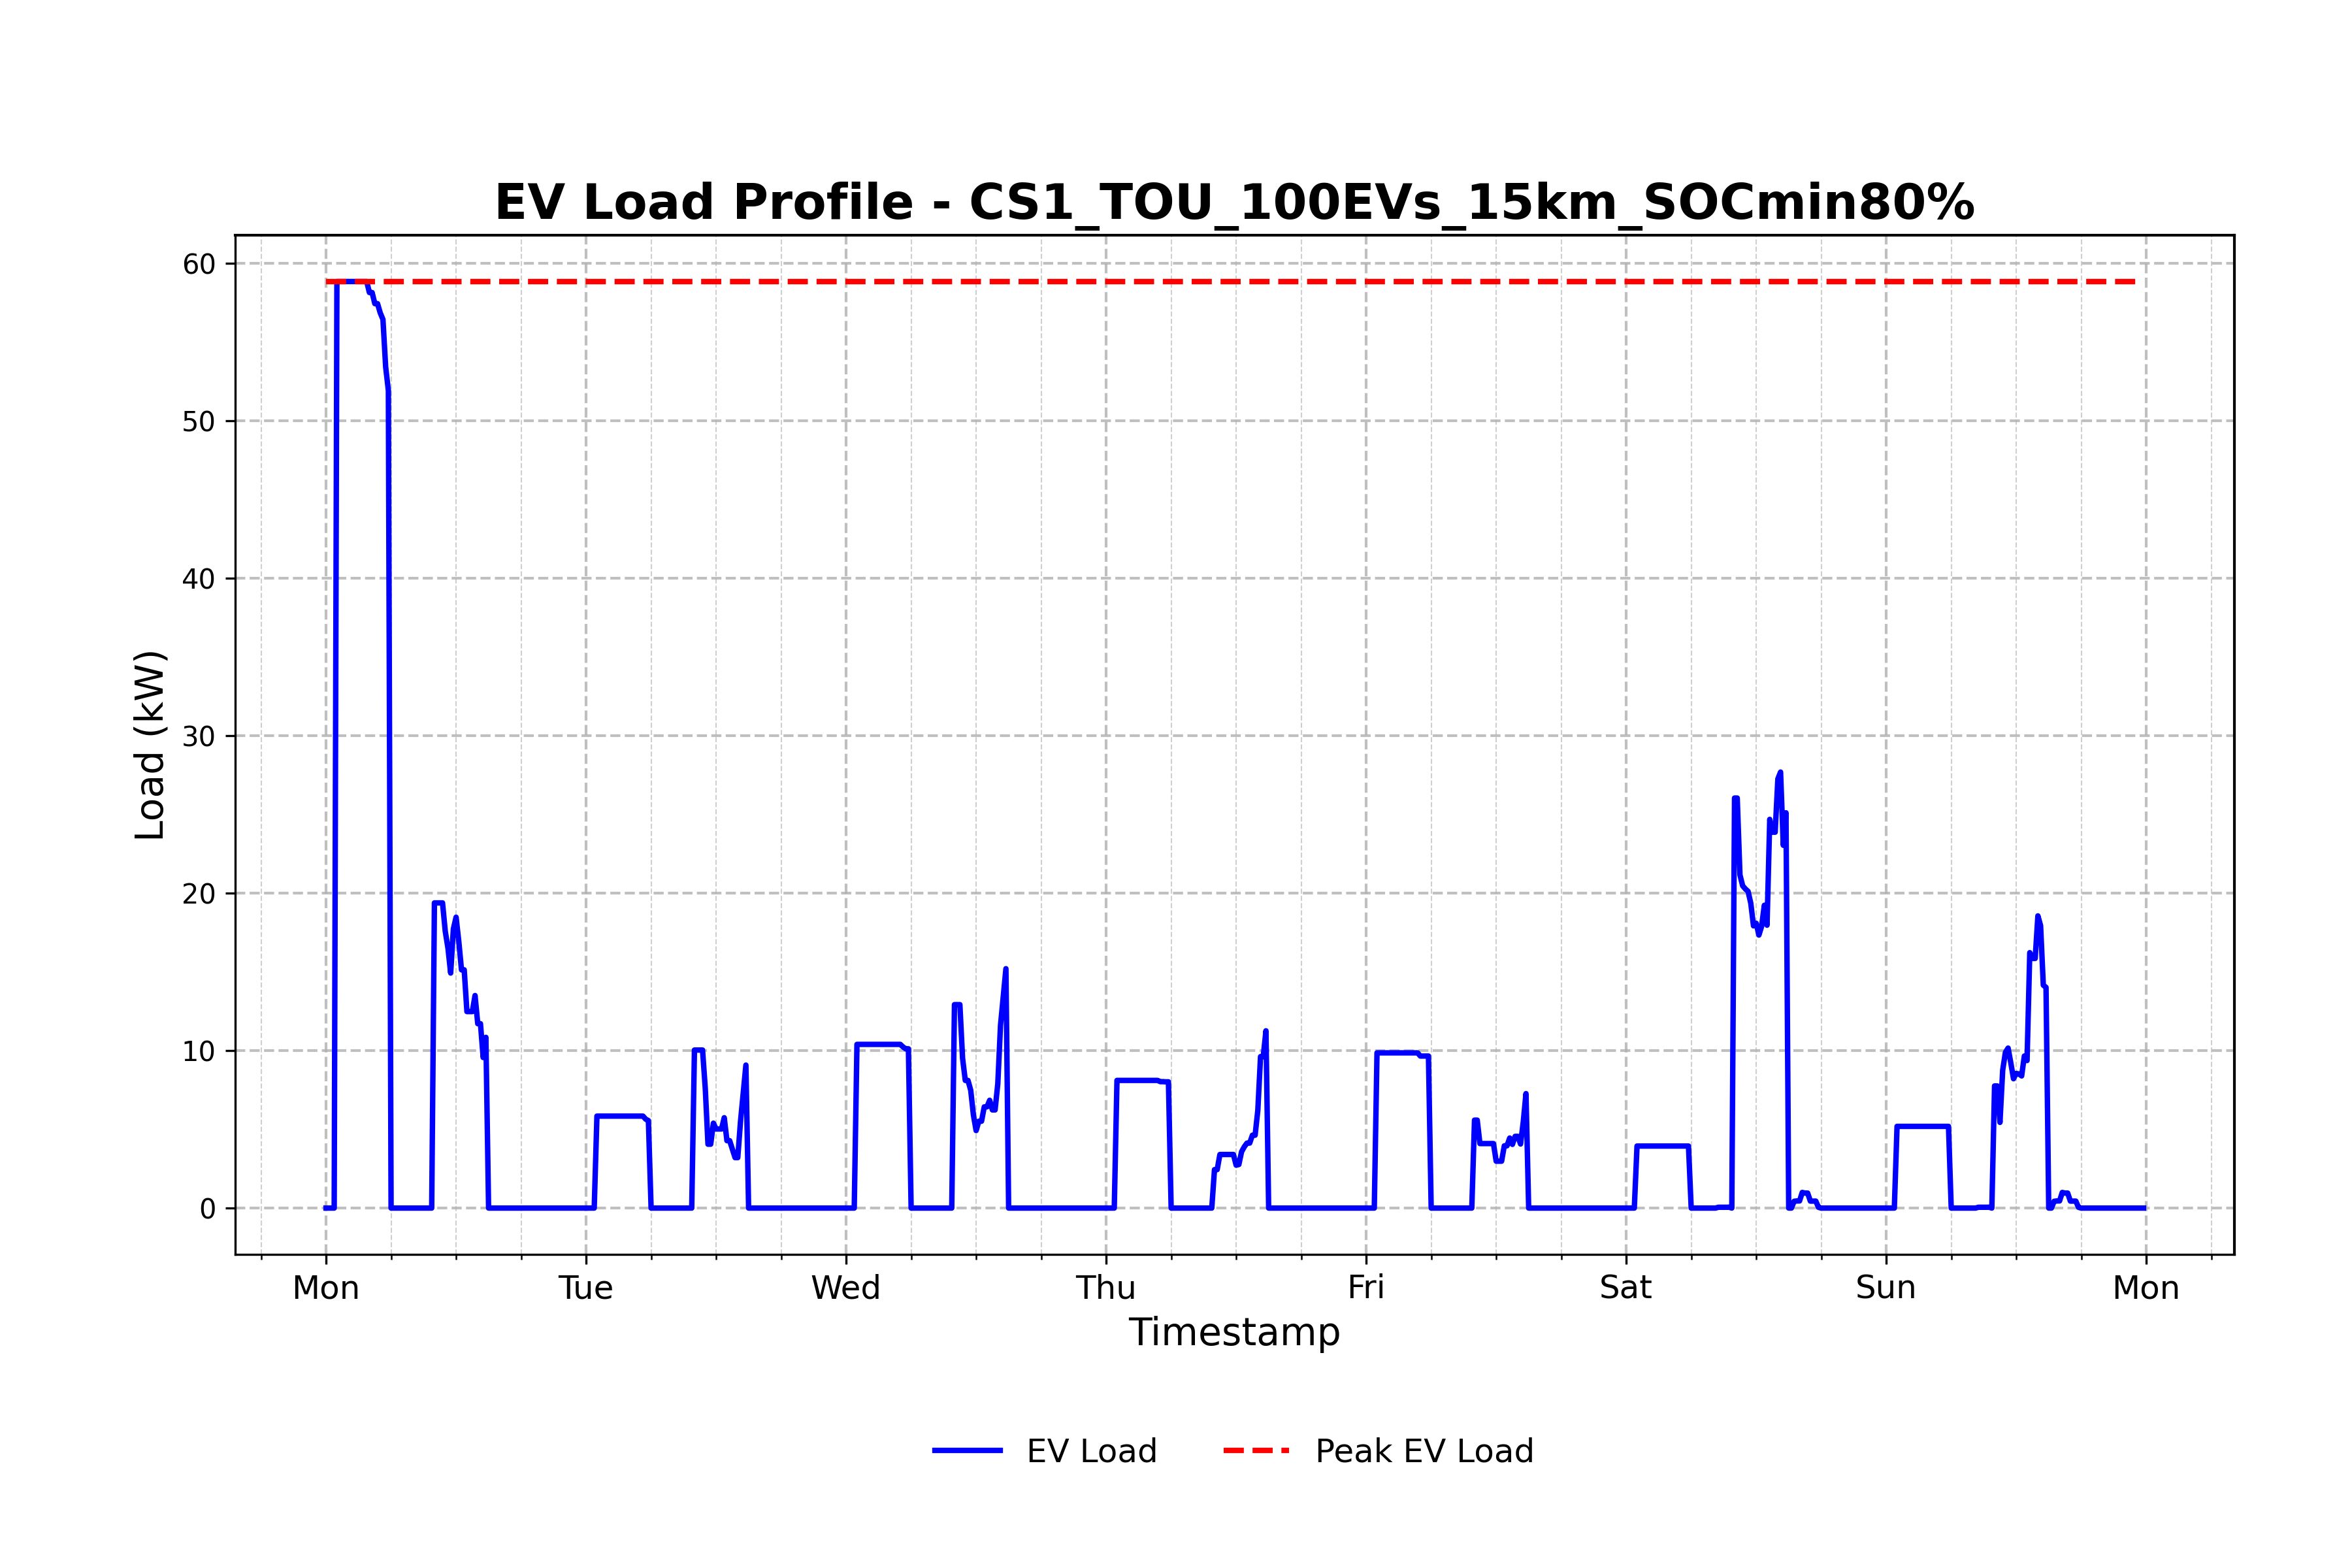 EV Load Profile - CS1_TOU_100EVs_15km_SOCmin80%
Load (kW)
60
50
40
30
20
10
0
Mon Tue Wed Thu Fri Sat Sun Mon
Timestamp
EV Load Peak EV Load